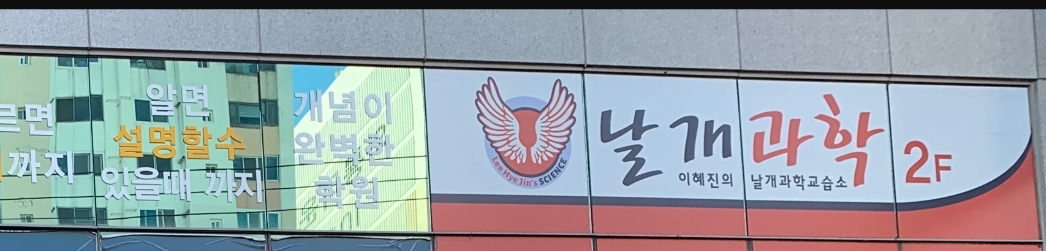 르면
까지
알면
설명할수
있을때 까지
개념이
완벽한
학원
Lee Hye Jin's SCIENCE
날개과학 2F
이혜진의 날개과학교습소